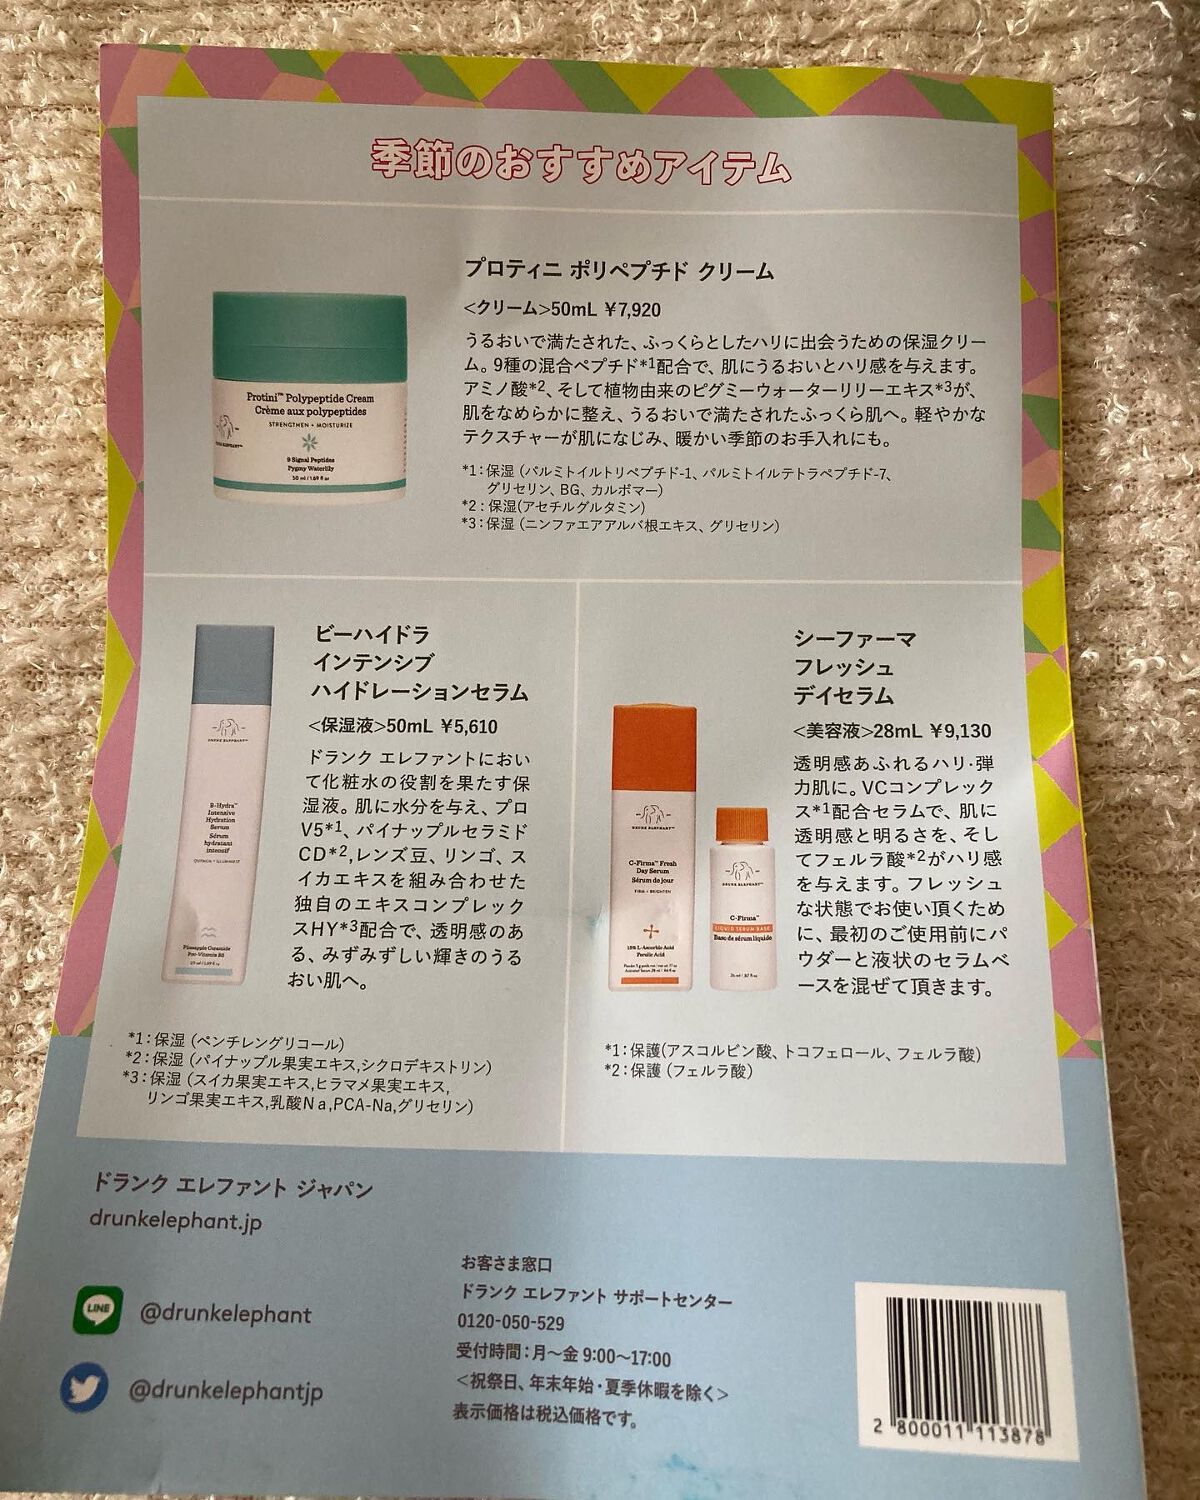 季節のおすすめアイテム
プロティニ ポリペプチド クリーム
<クリーム>50mL ¥7,920
うるおいで満たされた、ふっくらとしたハリに出会うための保湿クリー
ム。9種の混合ペプチド*1配合で、肌にうるおいとハリ感を与えます。
アミノ酸*2、そして植物由来のピグミーウォーターリリーエキス*3が、
肌をなめらかに整え、うるおいで満たされたふっくら肌へ。軽やかな
テクスチャーが肌になじみ、暖かい季節のお手入れにも。
*1:保湿 (パルミトイルトリペプチド-1、パルミトイルテトラペプチド-7、
グリセリン、BG、カルボマー)
*2:保湿(アセチルグルタミン)
*3:保湿 (ニンファエアアルバ根エキス、グリセリン)
Protini™ Polypeptide Cream
Crème aux polypeptides
STRENGTHEN + MOISTURIZE
9 Signal Peptides
Pygmy Waterlily
50 ml / 1.69 fl oz
ビーハイドラ
インテンシブ
ハイドレーションセラム
<保湿液>50mL ¥5,610
ドランク エレファントにおい
て化粧水の役割を果たす保
湿液。肌に水分を与え、プロ
V5*1、パイナップルセラミド
CD*2,レンズ豆、リンゴ、ス
イカエキスを組み合わせた
独自のエキスコンプレック
スHY*3配合で、透明感のあ
る、みずみずしい輝きのうる
おい肌へ。
DRUNK ELEPHANT™
B-Hydra™
Intensive
Hydration
Serum
Sérum
hydratant
intensif
Pineapple Ceramide
Pro-Vitamin B5
*1:保湿 (ペンチレングリコール)
*2:保湿 (パイナップル果実エキス,シクロデキストリン)
*3:保湿 (スイカ果実エキス,ヒラマメ果実エキス,
リンゴ果実エキス,乳酸Na,PCA-Na,グリセリン)
シーファーマ
フレッシュ
デイセラム
<美容液>28mL ¥9,130
透明感あふれるハリ・弾
力肌に。VCコンプレック
ス*1配合セラムで、肌に
透明感と明るさを、そし
てフェルラ酸*2がハリ感
を与えます。フレッシュ
な状態でお使い頂くため
に、最初のご使用前にパ
ウダーと液状のセラムベ
ースを混ぜて頂きます。
DRUNK ELEPHANT™
C-Firma™ Fresh
Day Serum
Sérum de jour
FIRM + BRIGHTEN
15% L-Ascorbic Acid
Ferulic Acid
DRUNK ELEPHANT™
C-Firma™
LIQUID SERUM BASE
Base de sérum liquide
*1:保護(アスコルビン酸、トコフェロール、フェルラ酸)
*2:保護 (フェルラ酸)
ドランク エレファント ジャパン
drunkelephant.jp
LINE
@drunkelephant
@drunkelephantjp
お客さま窓口
ドランク エレファント サポートセンター
0120-050-529
受付時間:月〜金 9:00〜17:00
<祝祭日、年末年始・夏季休暇を除く>
表示価格は税込価格です。
2 800011 113878